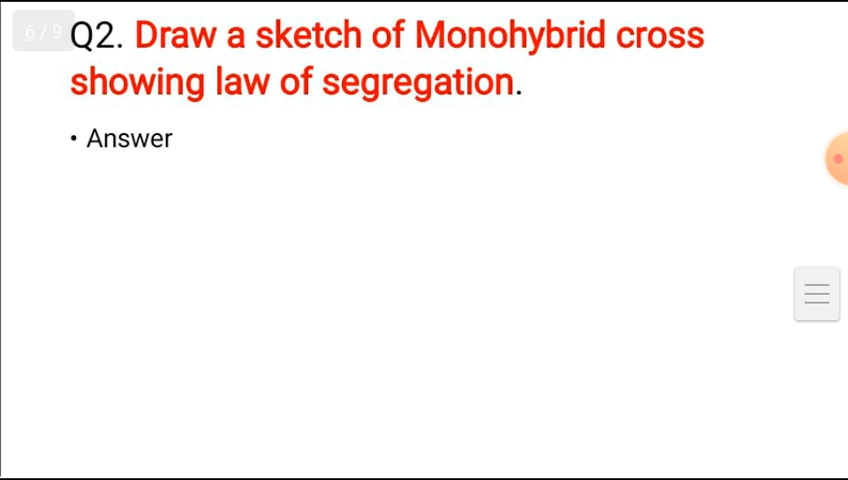 6 / 9
Q2. Draw a sketch of Monohybrid cross
showing law of segregation.
• Answer